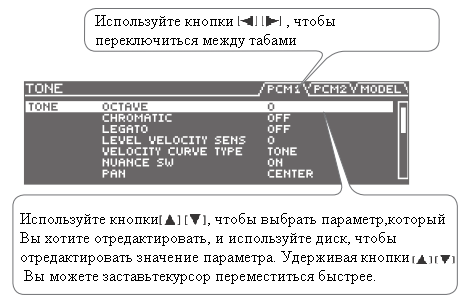 Используйте кнопки [◄] [►] , чтобы
переключиться между табами
TONE PCM1 PCM2 MODEL
TONE OCTAVE 0
CHROMATIC OFF
LEGATO OFF
LEVEL VELOCITY SENS 0
VELOCITY CURVE TYPE TONE
NUANCE SW ON
PAN CENTER
Используйте кнопки[▲] [▼], чтобы выбрать параметр,который
Вы хотите отредактировать, и используйте диск, чтобы
отредактировать значение параметра. Удерживая кнопки[▲] [▼]
Вы можете заставьтекурсор переместиться быстрее.